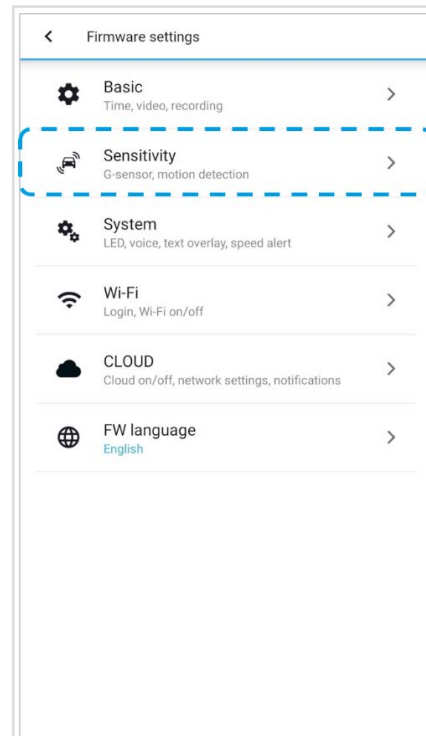 Firmware settings
Basic
Time, video, recording
Sensitivity
G-sensor, motion detection
System
LED, voice, text overlay, speed alert
Wi-Fi
Login, Wi-Fi on/off
CLOUD
Cloud on/off, network settings, notifications
FW language
English